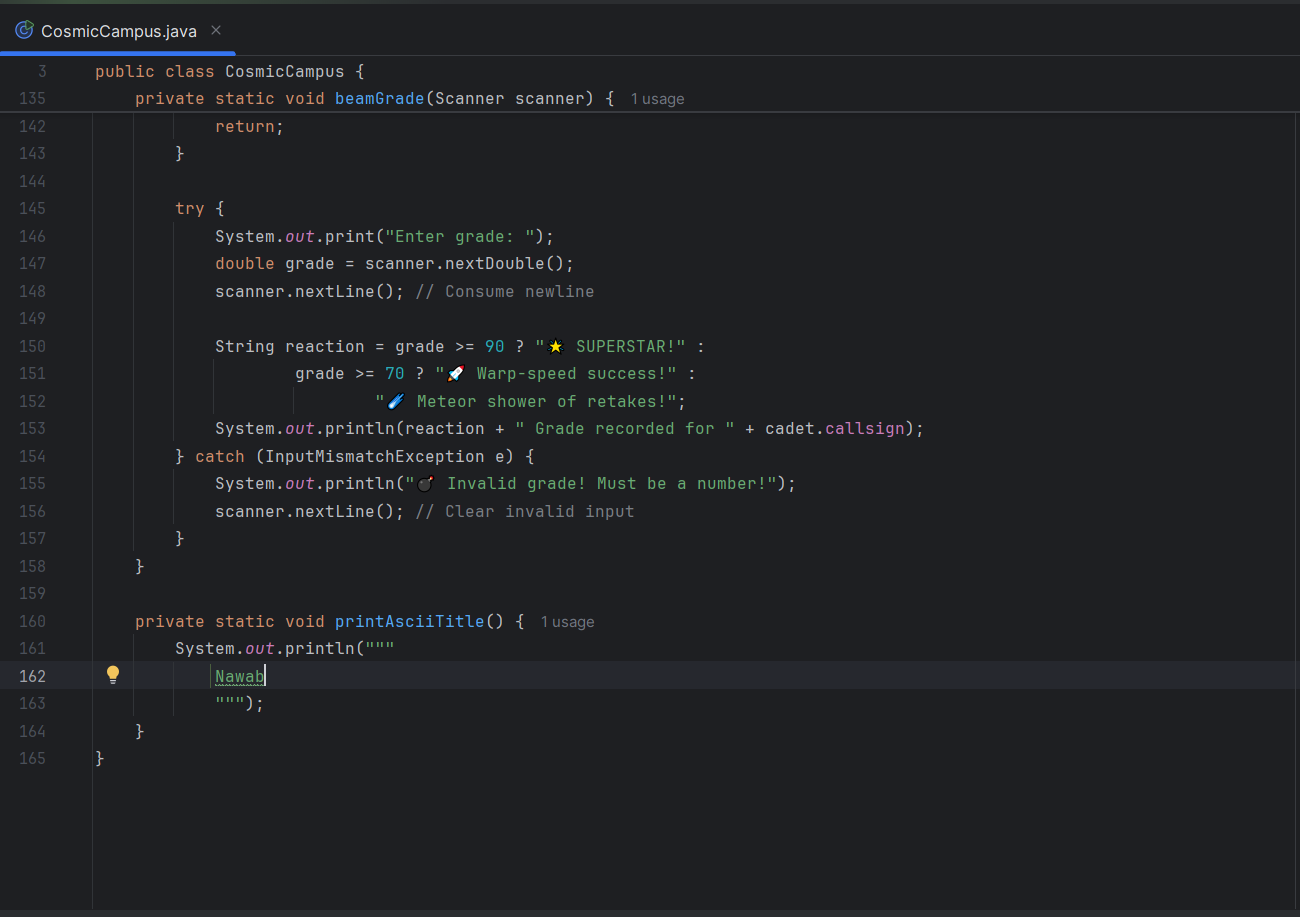 CosmicCampus.java
3 public class CosmicCampus {
135 private static void beamGrade(Scanner scanner) { 1 usage
142 return;
143 }
144
145 try {
146 System.out.print("Enter grade: ");
147 double grade = scanner.nextDouble();
148 scanner.nextLine(); // Consume newline
149
150 String reaction = grade >= 90 ? "🌟 SUPERSTAR!" :
151 grade >= 70 ? "🚀 Warp-speed success!" :
152 "☄️ Meteor shower of retakes!";
153 System.out.println(reaction + " Grade recorded for " + cadet.callsign);
154 } catch (InputMismatchException e) {
155 System.out.println("💣 Invalid grade! Must be a number!");
156 scanner.nextLine(); // Clear invalid input
157 }
158 }
159
160 private static void printAsciiTitle() { 1 usage
161 System.out.println("""
162 Nawab
163 """);
164 }
165 }